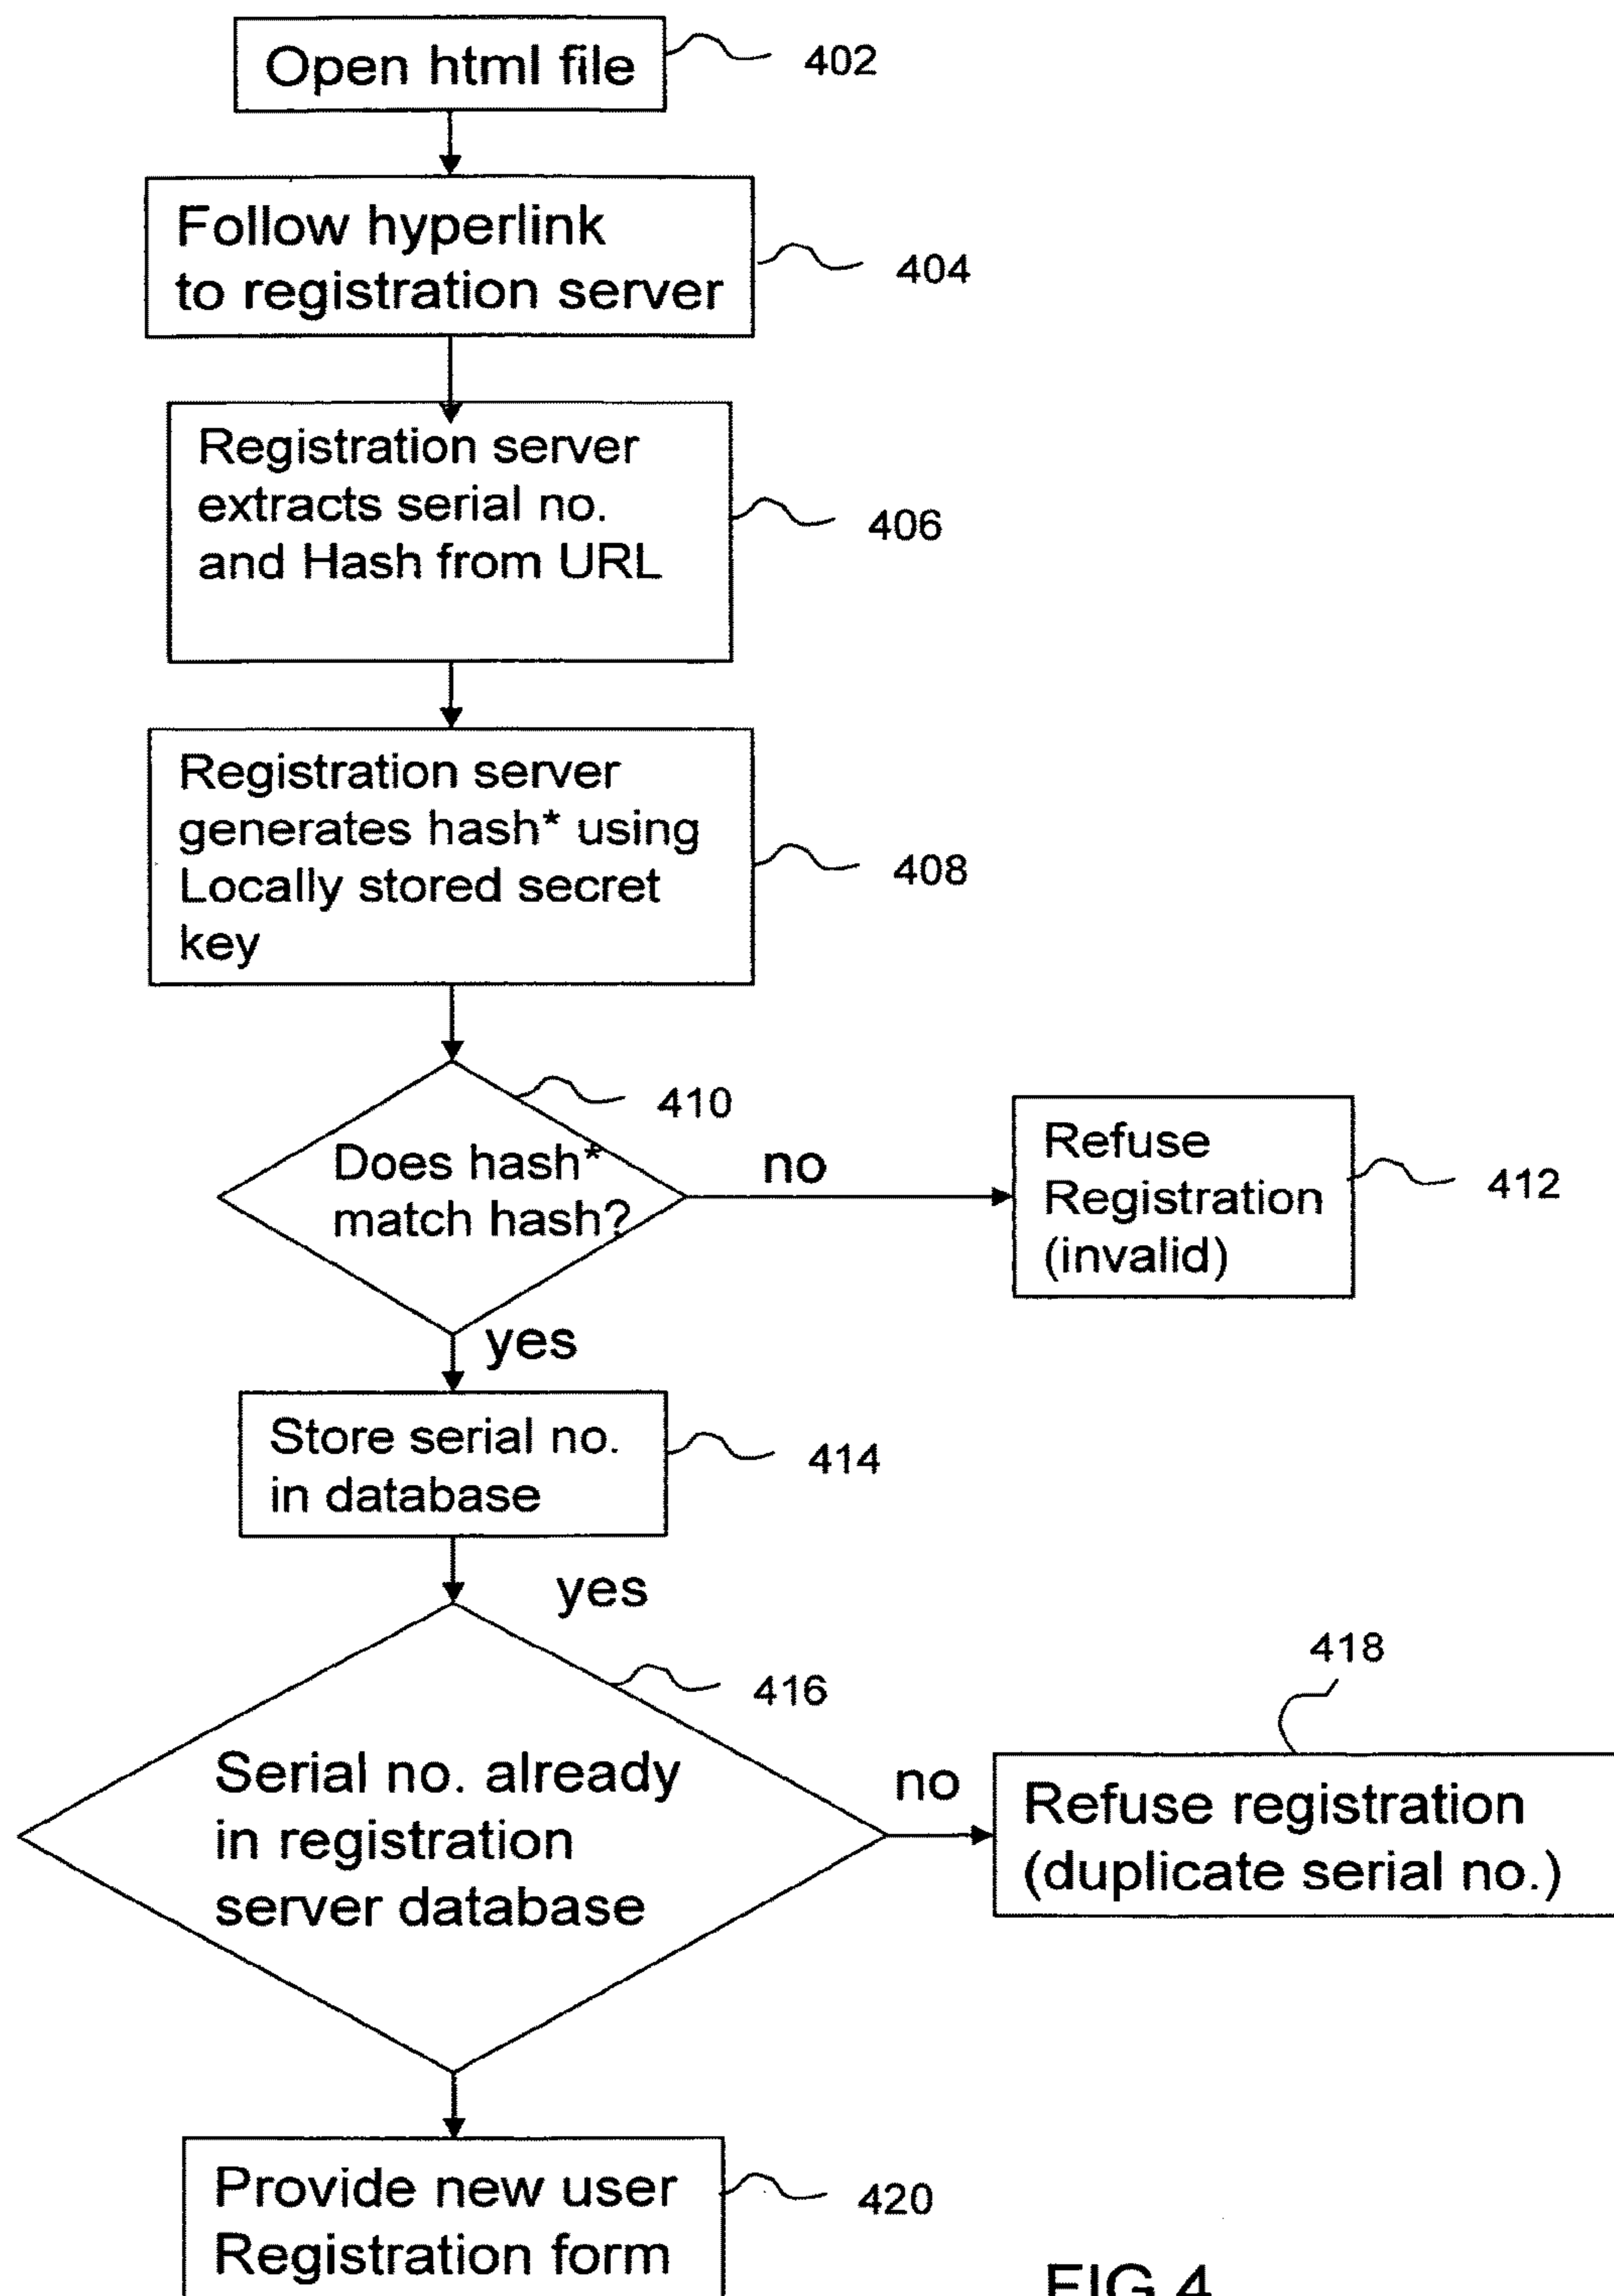 Open html file
402
Follow hyperlink
to registration server
404
Registration server
extracts serial no.
and Hash from URL
406
Registration server
generates hash* using
Locally stored secret
key
408
410
Does hash*
match hash?
no
Refuse
Registration
(invalid)
412
yes
Store serial no.
in database
414
yes
416
418
Serial no. already
in registration
server database
no
Refuse registration
(duplicate serial no.)
Provide new user
Registration form
420
FIG 4